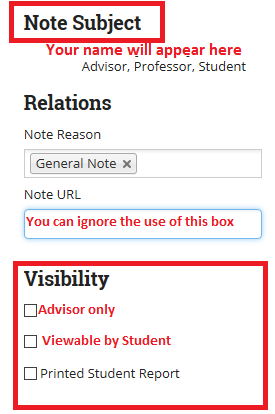 Note Subject
Your name will appear here
Advisor, Professor, Student
Relations
Note Reason
General Note ×
Note URL
You can ignore the use of this box
Visibility
Advisor only
Viewable by Student
Printed Student Report